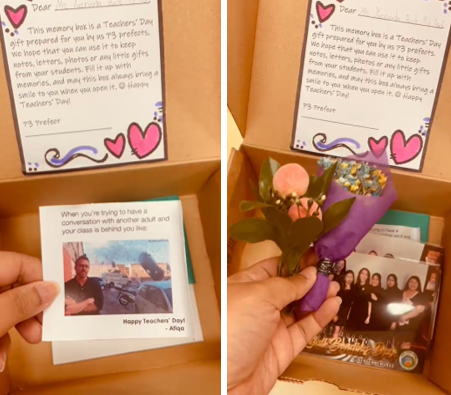 Dear
This memory box is a Teachers' Day
gift prepared for you by us P3 prefects.
We hope that you can use it to keep
notes, letters, photos or any little gifts
from your students. Fill it up with
memories, and may this box always bring a
smile to you when you open it. ☺ Happy
Teachers' Day!
P3 Prefect
When you're trying to have a
conversation with another adult and
your class is behind you like:
Happy Teachers' Day!
- Afiqa
Dear
This memory box is a Teachers' Day
gift prepared for you by us P3 prefects.
We hope that you can use it to keep
notes, letters, photos or any little gifts
from your students. Fill it up with
memories, and may this box always bring a
smile to you when you open it. ☺ Happy
Teachers' Day!
P3 Prefect